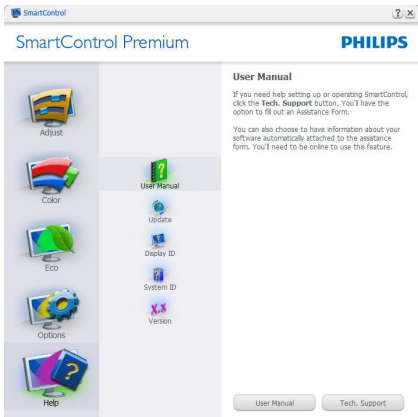 SmartControl
SmartControl Premium
PHILIPS
Adjust
Color
Eco
Options
Help
User Manual
Update
Display ID
System ID
Version
User Manual
If you need help setting up or operating SmartControl,
click the Tech. Support button. You'll have the
option to fill out an Assistance Form.
You can also choose to have information about your
software automatically attached to the assistance
form. You'll need to be online to use this feature.
User Manual
Tech. Support